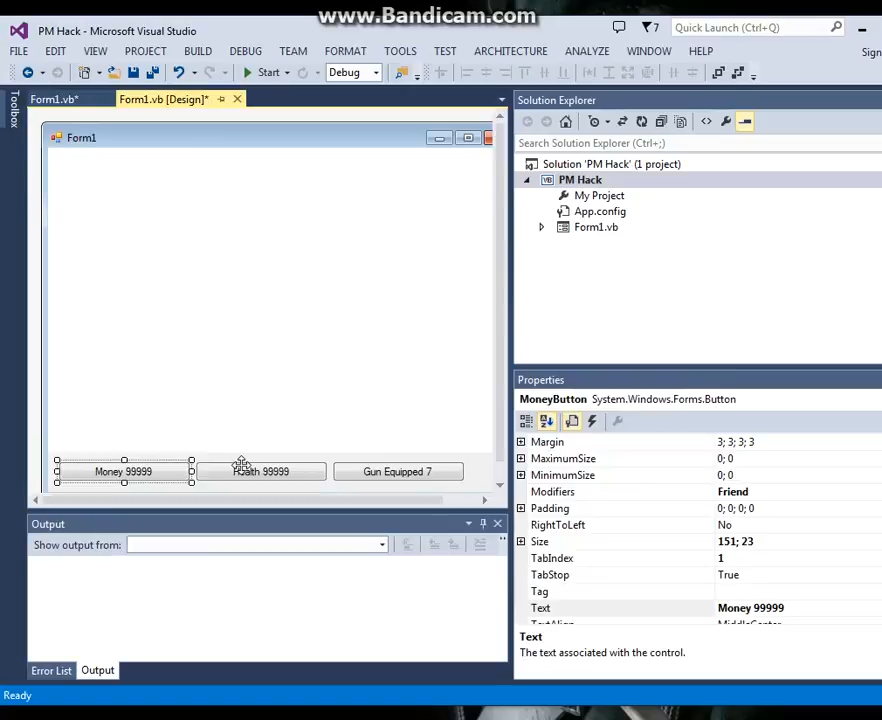 www.Bandicam.com
PM Hack - Microsoft Visual Studio
7
Quick Launch (Ctrl+Q)
FILE EDIT VIEW PROJECT BUILD DEBUG TEAM FORMAT TOOLS TEST ARCHITECTURE ANALYZE WINDOW HELP
Sign
Start Debug
Toolbox
Form1.vb* Form1.vb [Design]*
Form1
Money 99999 Health 99999 Gun Equipped 7
Output
Show output from:
Error List Output
Ready
Solution Explorer
Search Solution Explorer (Ctrl+;)
Solution 'PM Hack' (1 project)
VB PM Hack
My Project
App.config
Form1.vb
Properties
MoneyButton System.Windows.Forms.Button
Margin 3; 3; 3; 3
MaximumSize 0; 0
MinimumSize 0; 0
Modifiers Friend
Padding 0; 0; 0; 0
RightToLeft No
Size 151; 23
TabIndex 1
TabStop True
Tag
Text Money 99999
TextAlign MiddleCenter
Text
The text associated with the control.